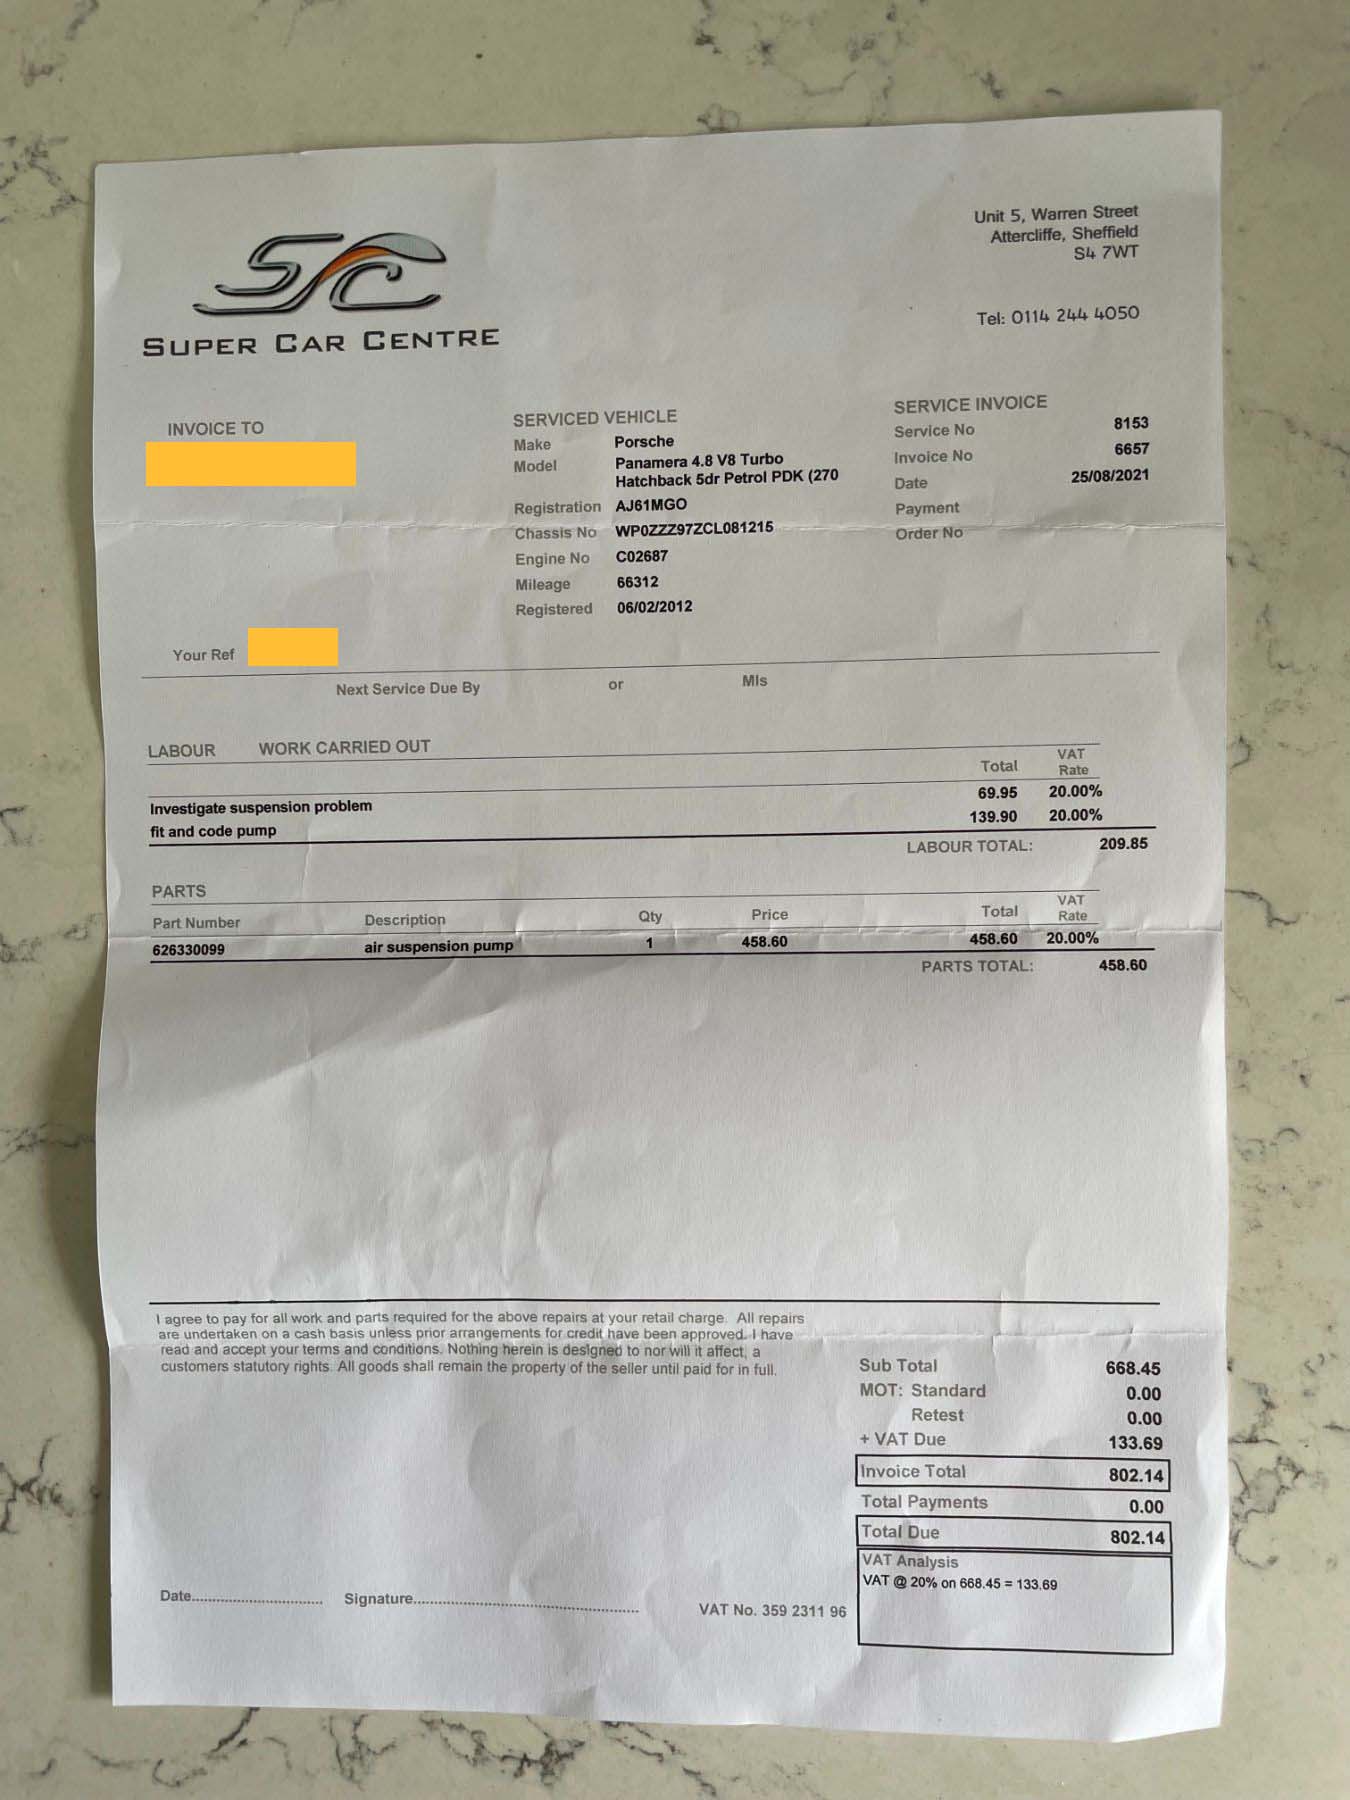 SFC
SUPER CAR CENTRE
Unit 5, Warren Street
Attercliffe, Sheffield
S4 7WT
Tel: 0114 244 4050
INVOICE TO
SERVICED VEHICLE
Make Porsche
Model Panamera 4.8 V8 Turbo
Hatchback 5dr Petrol PDK (270
Registration AJ61MGO
Chassis No WP0ZZZ97ZCL081215
Engine No C02687
Mileage 66312
Registered 06/02/2012
SERVICE INVOICE
Service No 8153
Invoice No 6657
Date 25/08/2021
Payment
Order No
Your Ref
Next Service Due By or Mls
LABOUR WORK CARRIED OUT
Total VAT
Rate
Investigate suspension problem 69.95 20.00%
fit and code pump 139.90 20.00%
LABOUR TOTAL: 209.85
PARTS
Part Number Description Qty Price Total VAT
Rate
626330099 air suspension pump 1 458.60 458.60 20.00%
PARTS TOTAL: 458.60
I agree to pay for all work and parts required for the above repairs at your retail charge. All repairs
are undertaken on a cash basis unless prior arrangements for credit have been approved. I have
read and accept your terms and conditions. Nothing herein is designed to nor will it affect, a
customers statutory rights. All goods shall remain the property of the seller until paid for in full.
Sub Total 668.45
MOT: Standard 0.00
Retest 0.00
+ VAT Due 133.69
Invoice Total 802.14
Total Payments 0.00
Total Due 802.14
VAT Analysis
VAT @ 20% on 668.45 = 133.69
Date.................................. Signature..........................................................
VAT No. 359 2311 96